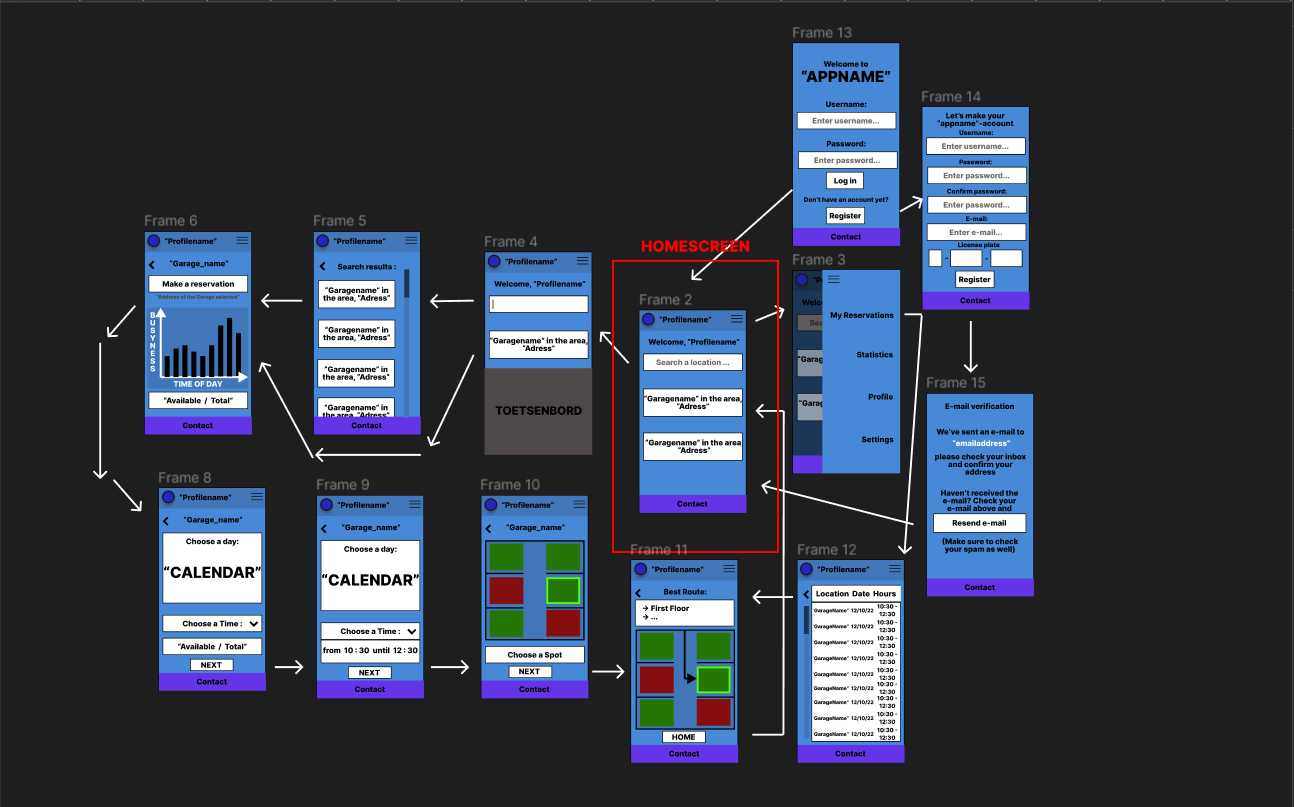 Frame 13
Welcome to
“APPNAME”
Username:
Enter username...
Password:
Enter password...
Log in
Don't have an account yet?
Register
Contact
Frame 14
Let's make your
"appname"-account
Username:
Enter username...
Password:
Enter password...
Confirm password:
Enter password...
E-mail:
Enter e-mail...
License plate
-
-
Register
Contact
Frame 6
"Profilename"
"Garage_name"
Make a reservation
"Address of the Garage selected"
BUSYNESS
TIME OF DAY
"Available / Total"
Contact
Frame 5
"Profilename"
Search results :
"Garagename" in
the area, "Adress"
"Garagename" in
the area, "Adress"
"Garagename" in
the area, "Adress"
"Garagename" in
the area, "Adress"
Contact
Frame 4
"Profilename"
Welcome, "Profilename"
"Garagename" in the area,
"Adress"
TOETSENBORD
HOMESCREEN
Frame 2
"Profilename"
Welcome, "Profilename"
Search a location ...
"Garagename" in the area,
"Adress"
"Garagename" in the area
"Adress"
Contact
Frame 3
My Reservations
Statistics
Profile
Settings
Frame 15
E-mail verification
We've sent an e-mail to
"emailaddress"
please check your inbox
and confirm your
address
Haven't received the
e-mail? Check your
e-mail above and
Resend e-mail
(Make sure to check
your spam as well)
Contact
Frame 8
"Profilename"
"Garage_name"
Choose a day:
“CALENDAR”
Choose a Time :
"Available / Total"
NEXT
Contact
Frame 9
"Profilename"
"Garage_name"
Choose a day:
“CALENDAR”
Choose a Time :
from 10 : 30 until 12 : 30
NEXT
Contact
Frame 10
"Profilename"
"Garage_name"
Choose a Spot
NEXT
Contact
Frame 11
"Profilename"
Best Route:
→ First Floor
→ ...
HOME
Contact
Frame 12
"Profilename"
Location Date Hours
'GarageName" 12/10/22 10:30 - 12:30
'GarageName" 12/10/22 10:30 - 12:30
'GarageName" 12/10/22 10:30 - 12:30
'GarageName" 12/10/22 10:30 - 12:30
'GarageName" 12/10/22 10:30 - 12:30
'GarageName" 12/10/22 10:30 - 12:30
'GarageName" 12/10/22 10:30 - 12:30
'GarageName" 12/10/22 10:30 - 12:30
'GarageName" 12/10/22 10:30 - 12:30
Contact